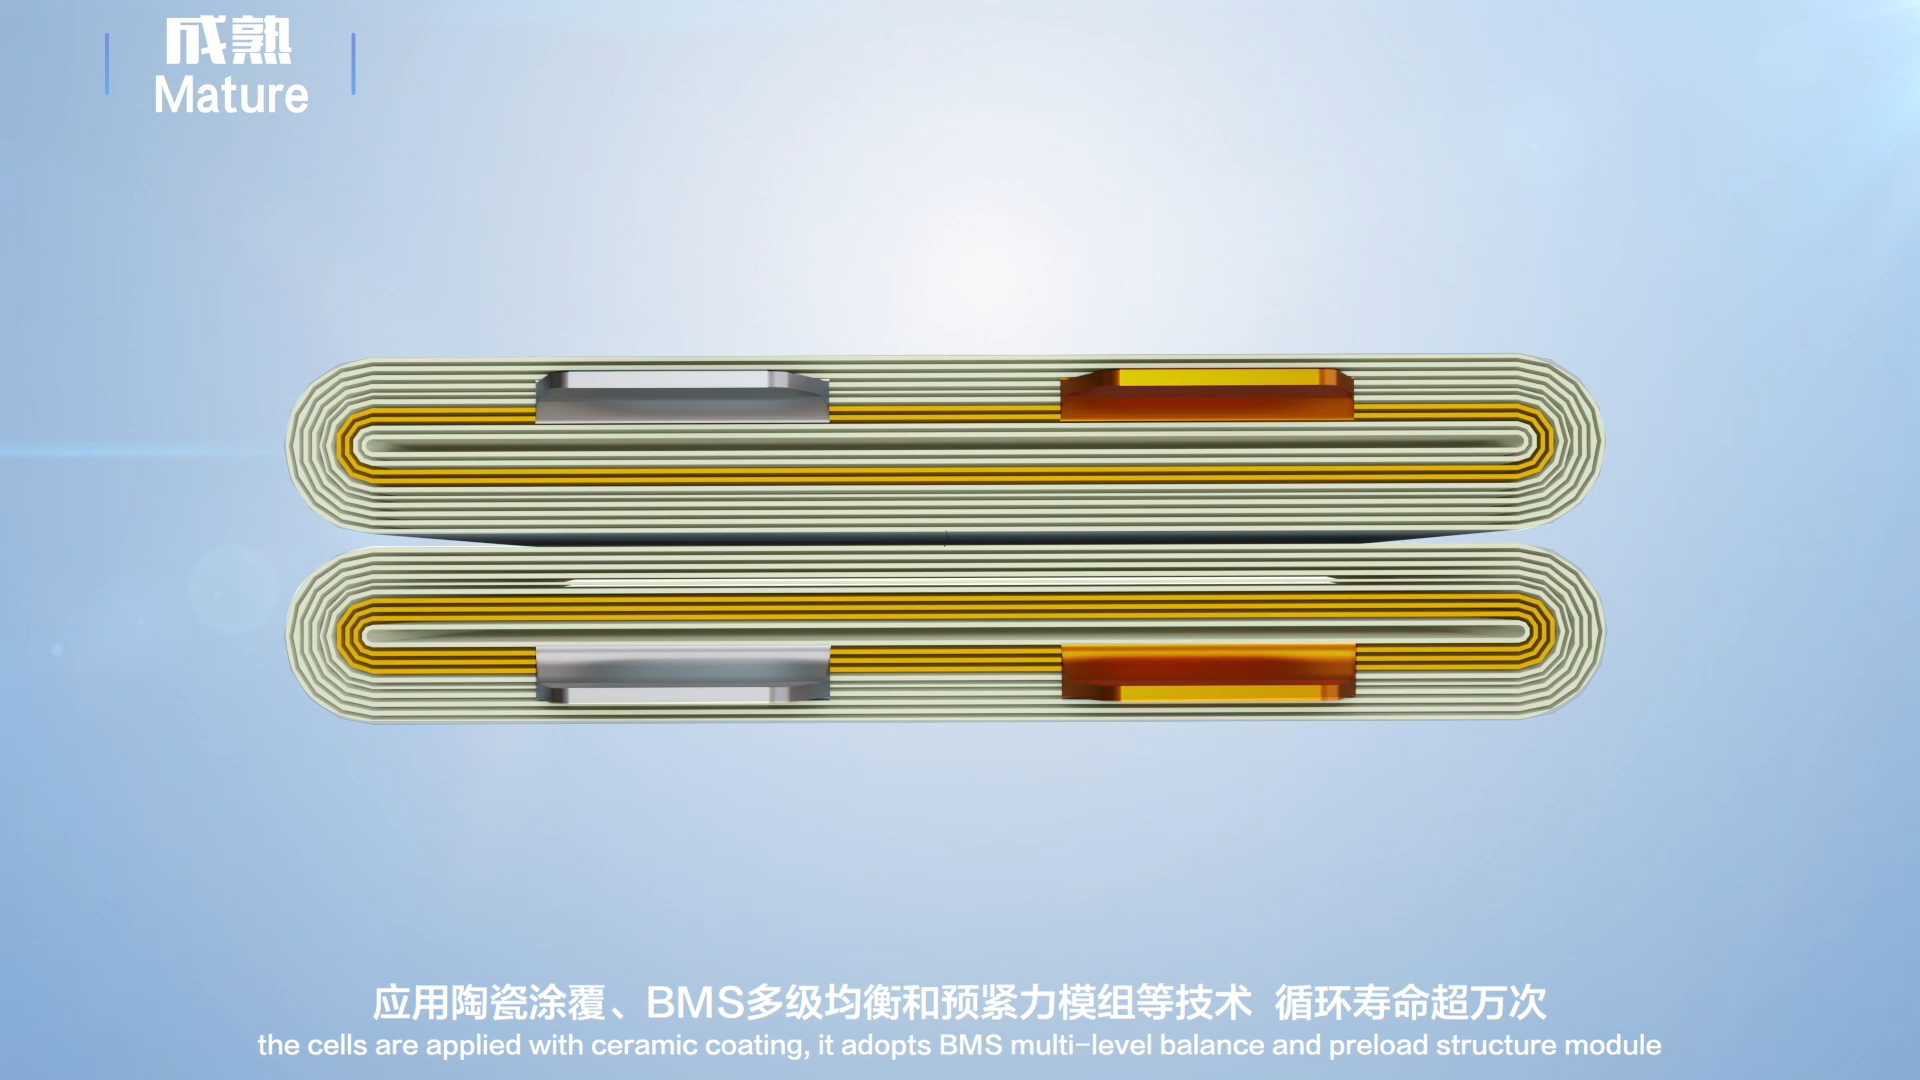 成熟
Mature
应用陶瓷涂覆、BMS多级均衡和预紧力模组等技术 循环寿命超万次
the cells are applied with ceramic coating, it adopts BMS multi-level balance and preload structure module